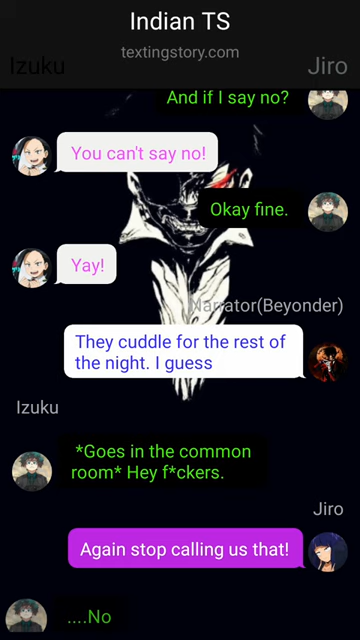 Indian TS
textingstory.com
Izuku
Jiro
And if I say no?
You can't say no!
Okay fine.
Yay!
Narrator(Beyonder)
They cuddle for the rest of
the night. I guess
Izuku
*Goes in the common
room* Hey f*ckers.
Jiro
Again stop calling us that!
....No